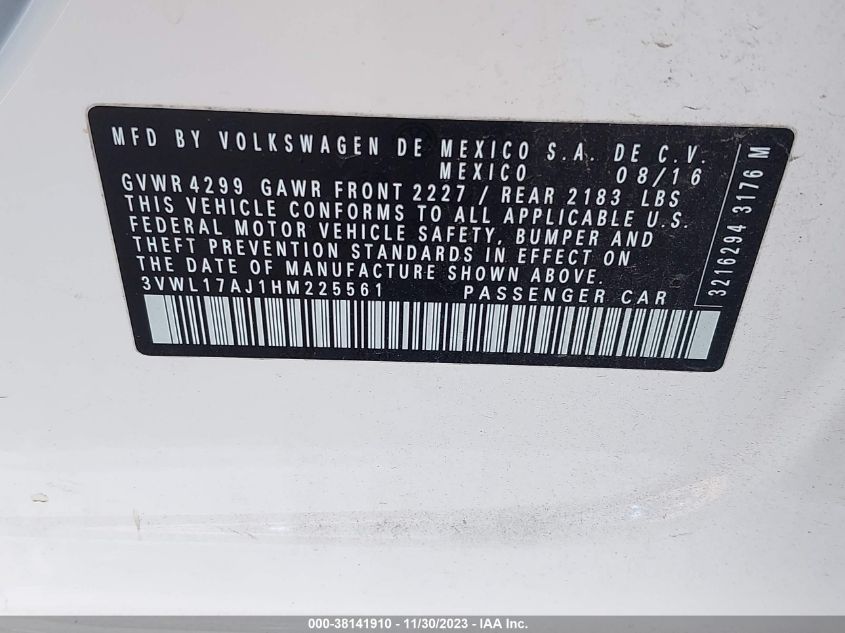 MFD BY VOLKSWAGEN DE MEXICO S.A. DE C.V.
MEXICO 08/16
GVWR 4299 GAWR FRONT 2227 / REAR 2183 LBS
THIS VEHICLE CONFORMS TO ALL APPLICABLE U.S.
FEDERAL MOTOR VEHICLE SAFETY, BUMPER AND
THEFT PREVENTION STANDARDS IN EFFECT ON
THE DATE OF MANUFACTURE SHOWN ABOVE.
3VWL17AJ1HM225561 PASSENGER CAR
3216294 3176 M
000-38141910 - 11/30/2023 - IAA Inc.